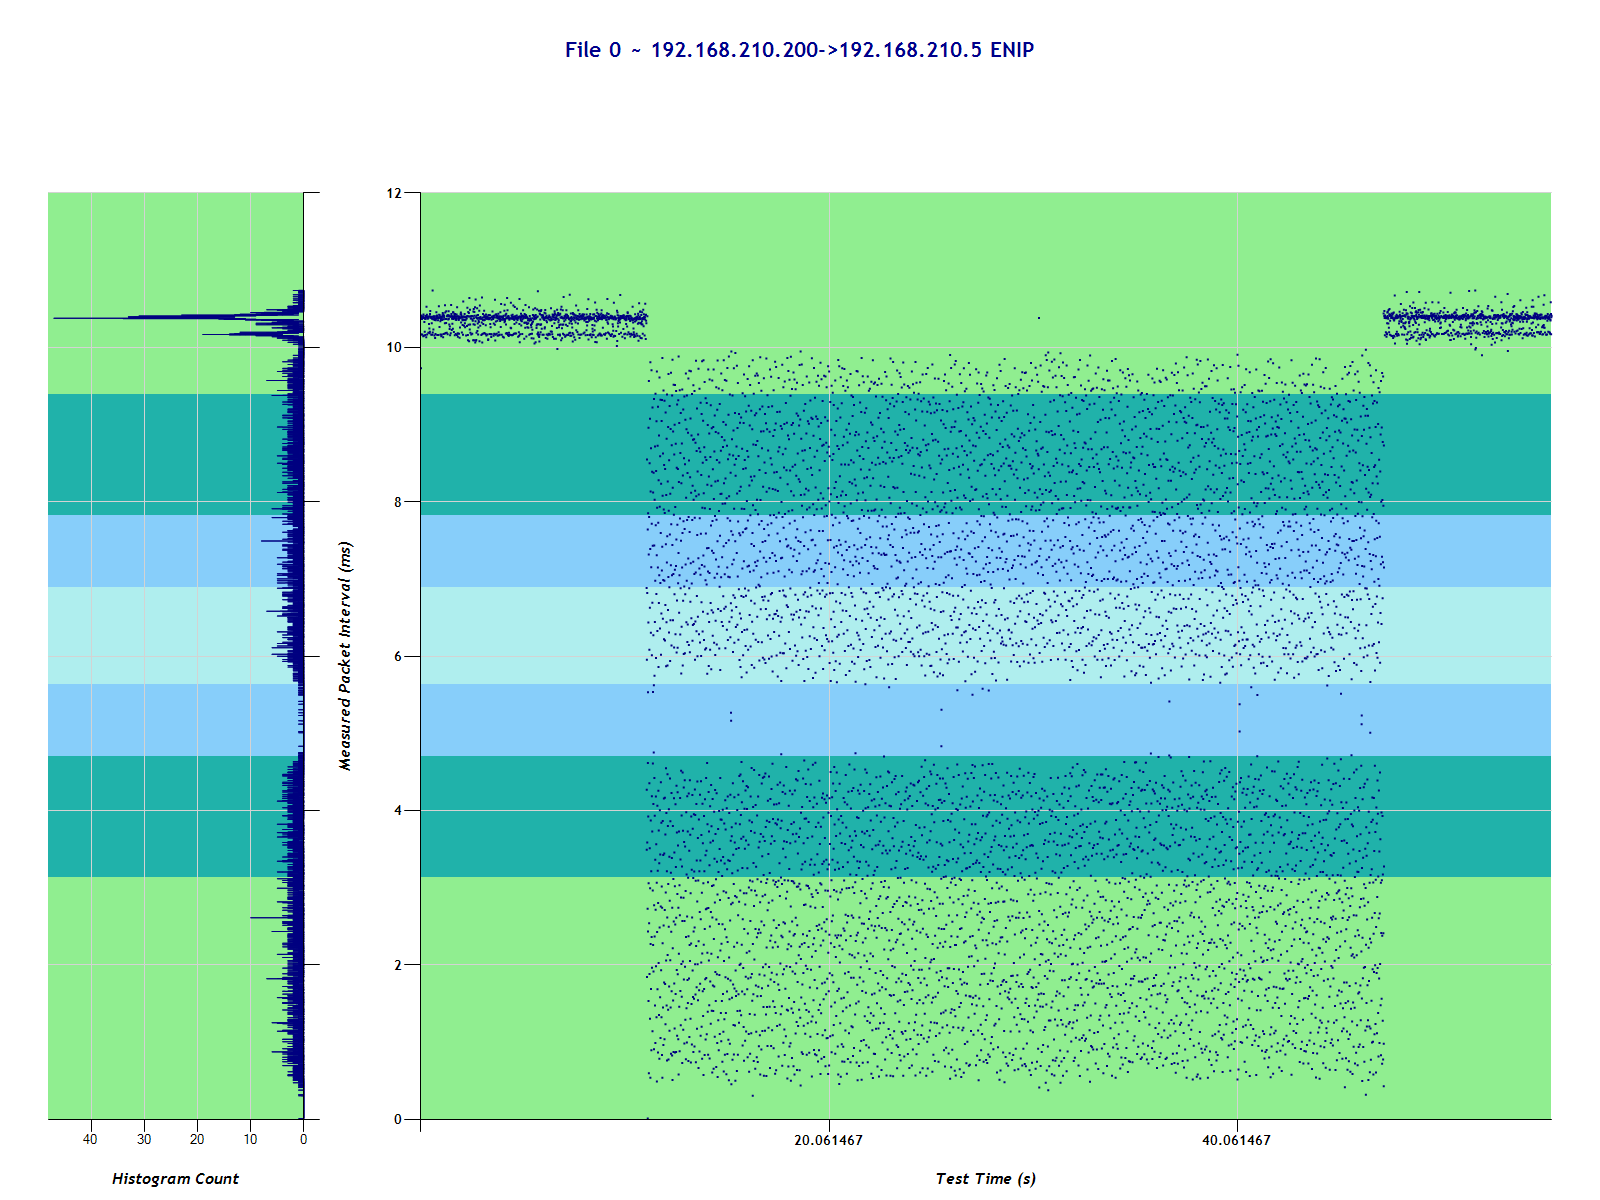 File 0 ~ 192.168.210.200->192.168.210.5 ENIP
12
10
8
6
4
2
0
Measured Packet Interval (ms)
40 30 20 10 0
Histogram Count
20.061467 40.061467
Test Time (s)